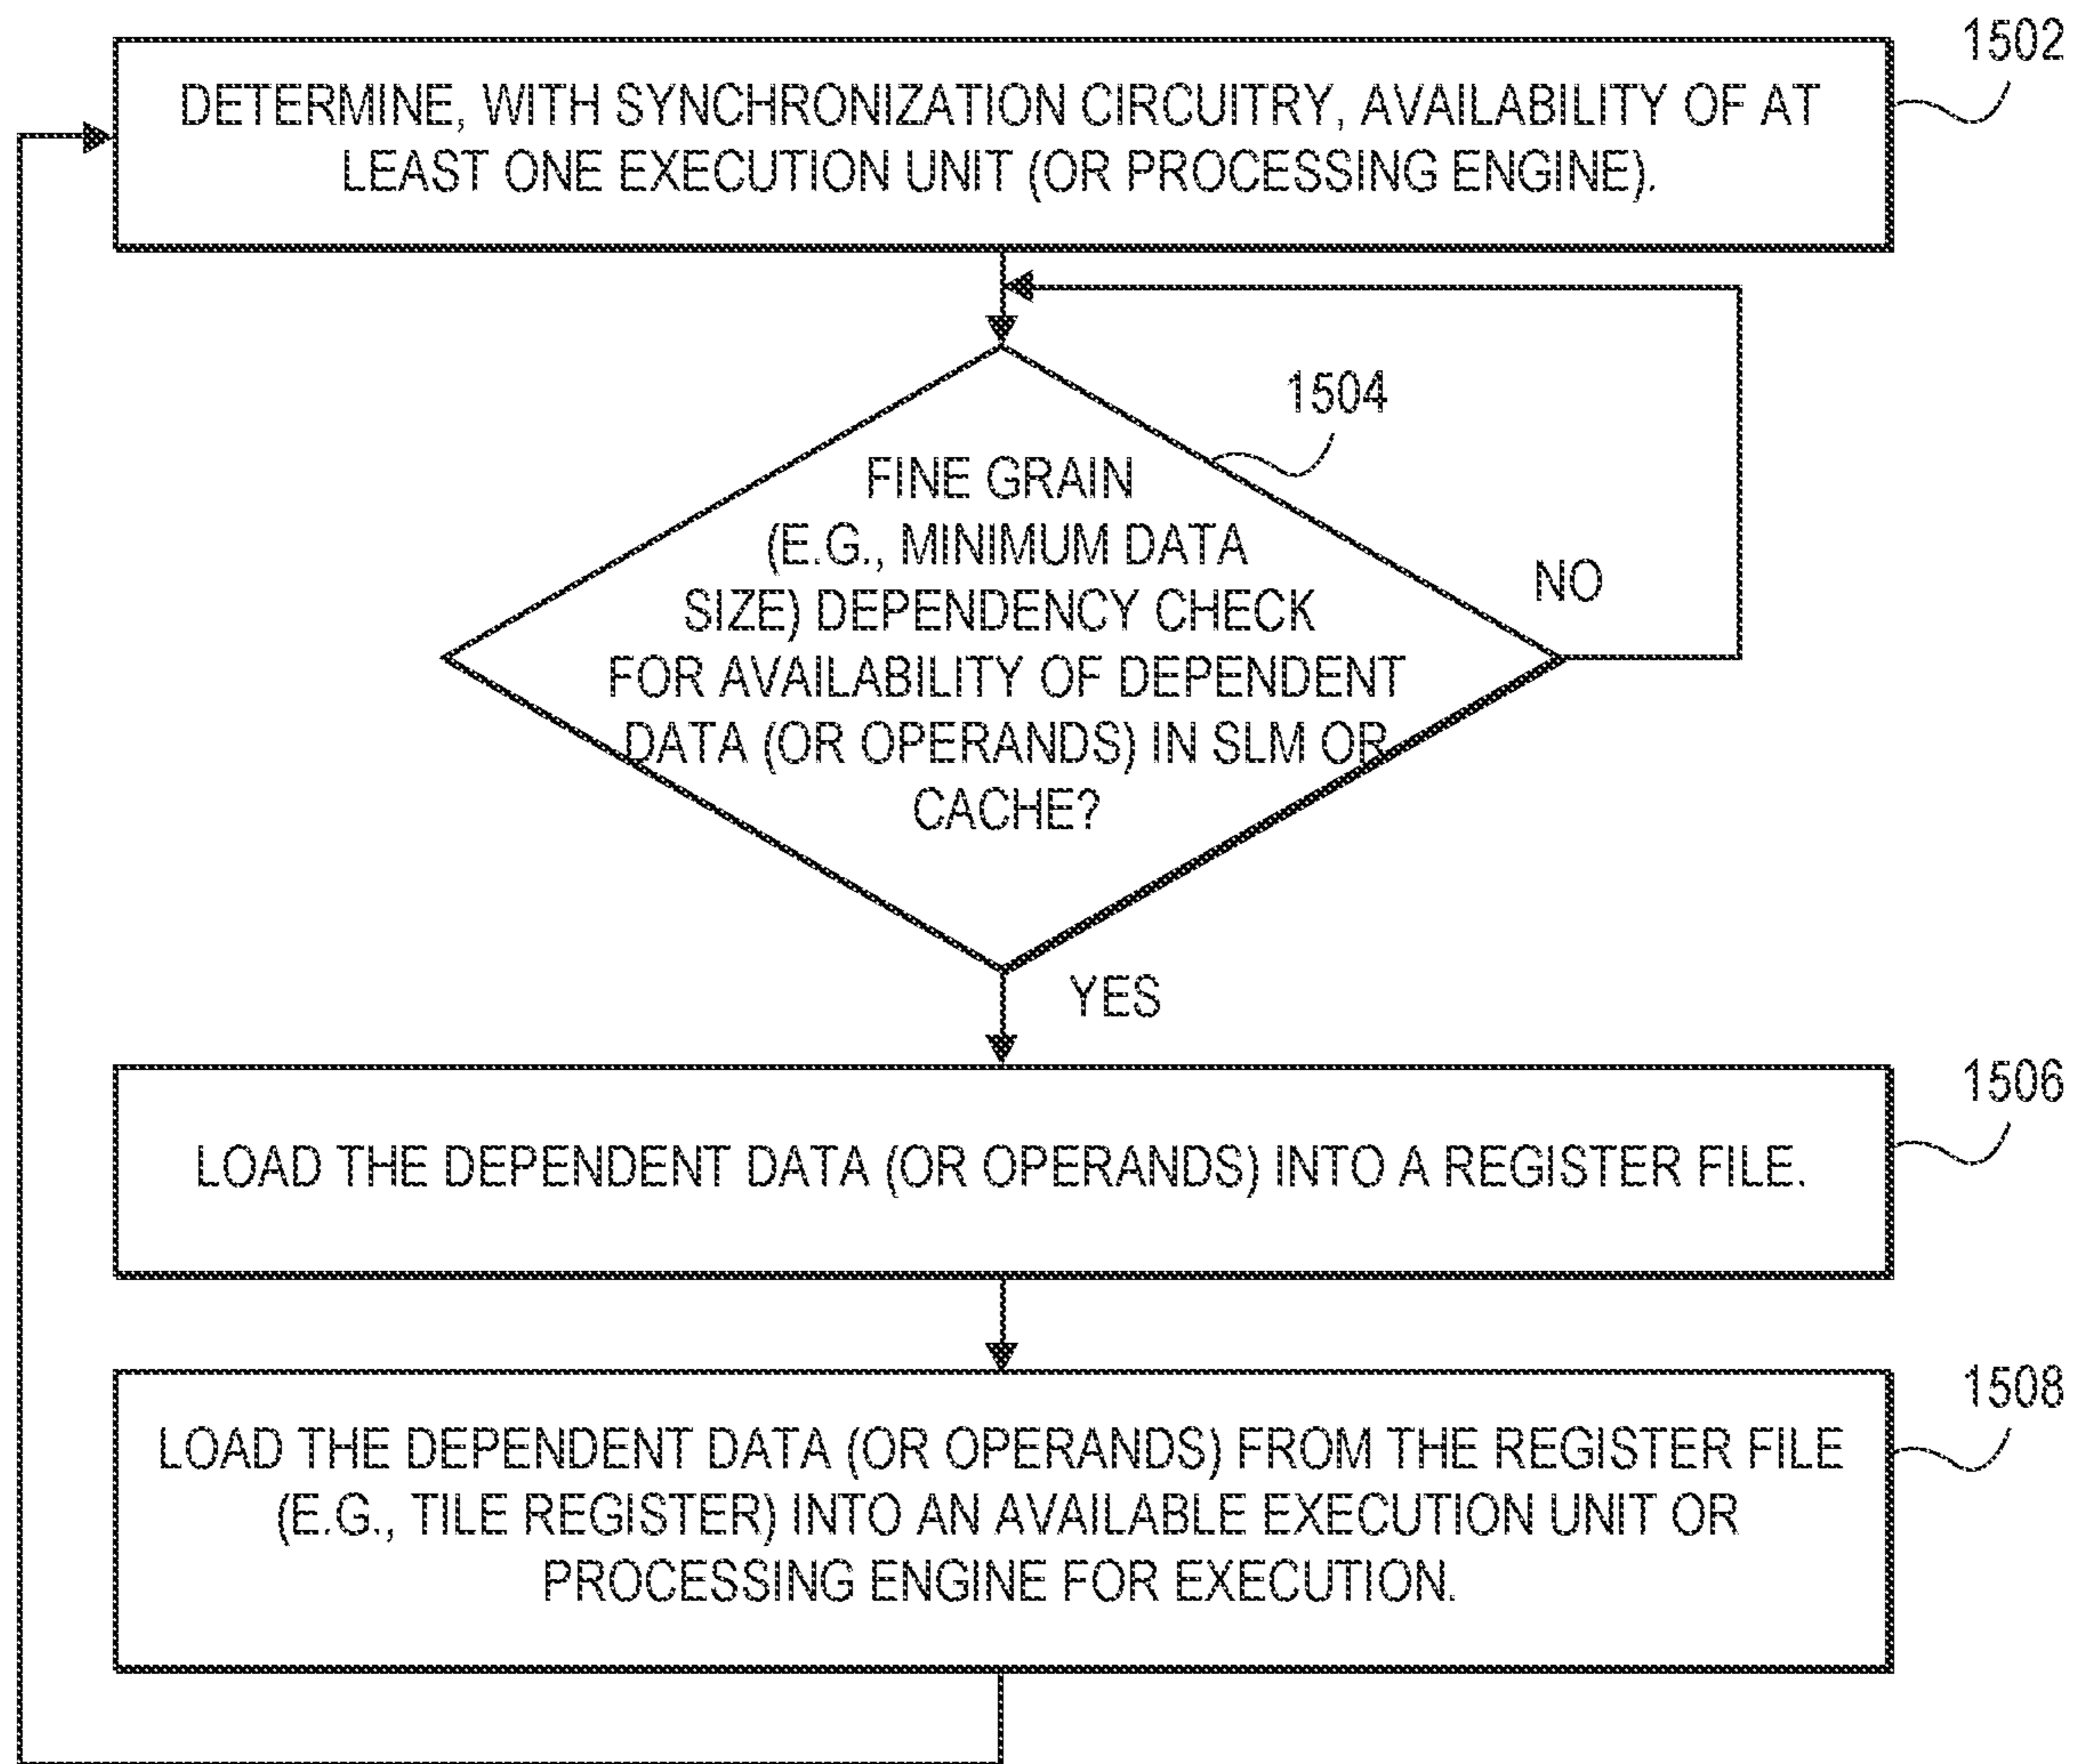 1502
DETERMINE, WITH SYNCHRONIZATION CIRCUITRY, AVAILABILITY OF AT
LEAST ONE EXECUTION UNIT (OR PROCESSING ENGINE).
1504
FINE GRAIN
(E.G., MINIMUM DATA
SIZE) DEPENDENCY CHECK
FOR AVAILABILITY OF DEPENDENT
DATA (OR OPERANDS) IN SLM OR
CACHE?
NO
YES
1506
LOAD THE DEPENDENT DATA (OR OPERANDS) INTO A REGISTER FILE.
1508
LOAD THE DEPENDENT DATA (OR OPERANDS) FROM THE REGISTER FILE
(E.G., TILE REGISTER) INTO AN AVAILABLE EXECUTION UNIT OR
PROCESSING ENGINE FOR EXECUTION.